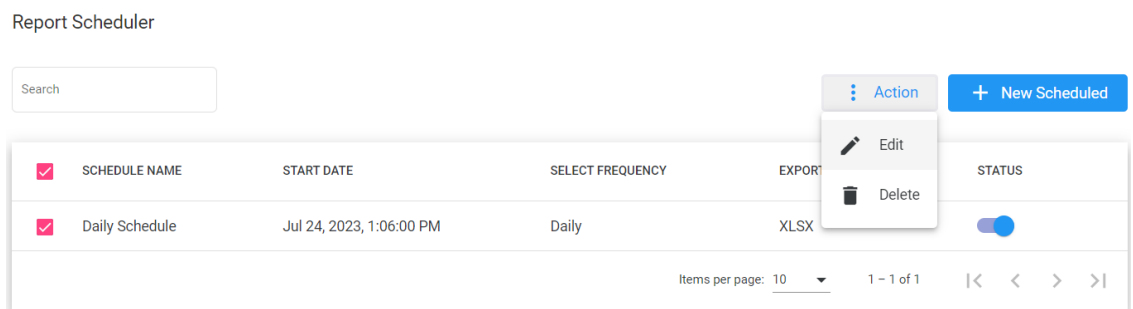 Report Scheduler
Search
Action
New Scheduled
Edit
Delete
SCHEDULE NAME START DATE SELECT FREQUENCY EXPORT STATUS
Daily Schedule Jul 24, 2023, 1:06:00 PM Daily XLSX
Items per page: 10 1 – 1 of 1